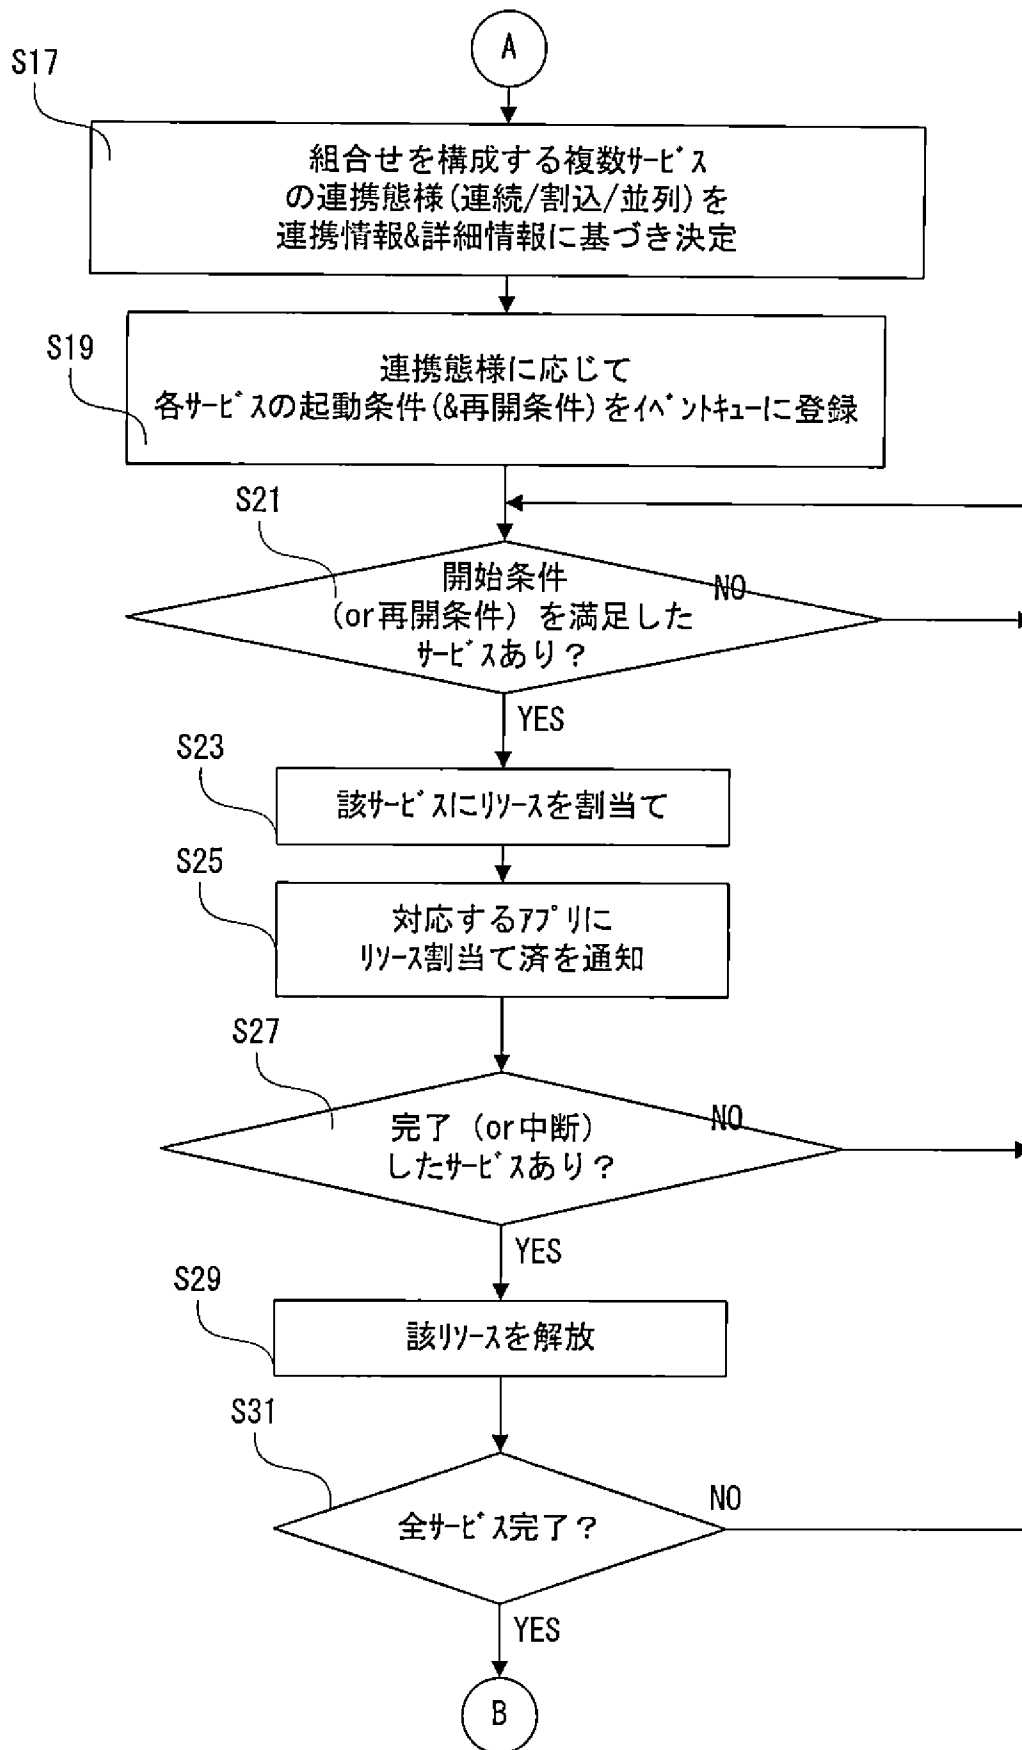 A
S17
組合せを構成する複数ｻｰﾋﾞｽ
の連携態様(連続/割込/並列)を
連携情報&詳細情報に基づき決定
S19
連携態様に応じて
各ｻｰﾋﾞｽの起動条件(&再開条件)をｲﾍﾞﾝﾄｷｭｰに登録
S21
開始条件
(or再開条件) を満足した
ｻｰﾋﾞｽあり？
NO
YES
S23
該ｻｰﾋﾞｽにﾘｿｰｽを割当て
S25
対応するｱﾌﾟﾘに
ﾘｿｰｽ割当て済を通知
S27
完了 (or中断)
したｻｰﾋﾞｽあり？
NO
YES
S29
該ﾘｿｰｽを解放
S31
全ｻｰﾋﾞｽ完了？
NO
YES
B